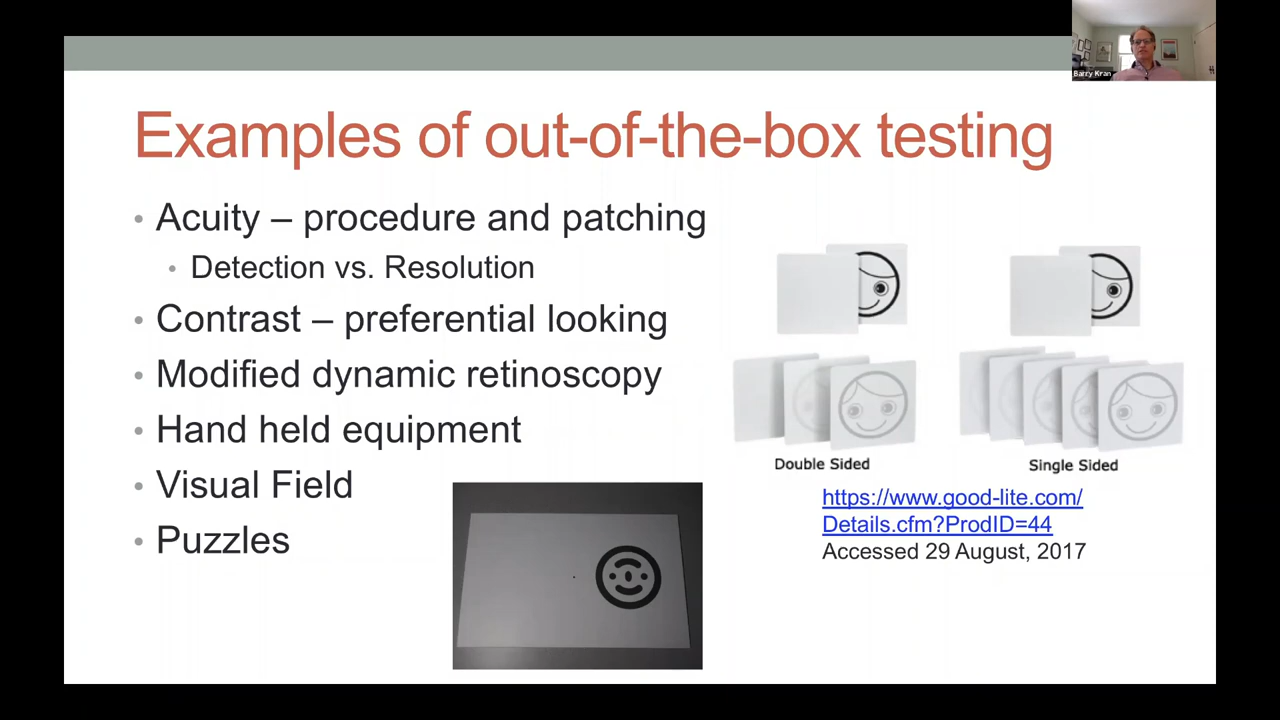 Barry Kran
Examples of out-of-the-box testing
• Acuity – procedure and patching
• Detection vs. Resolution
• Contrast – preferential looking
• Modified dynamic retinoscopy
• Hand held equipment
• Visual Field
• Puzzles
Double Sided
Single Sided
https://www.good-lite.com/
Details.cfm?ProdID=44
Accessed 29 August, 2017